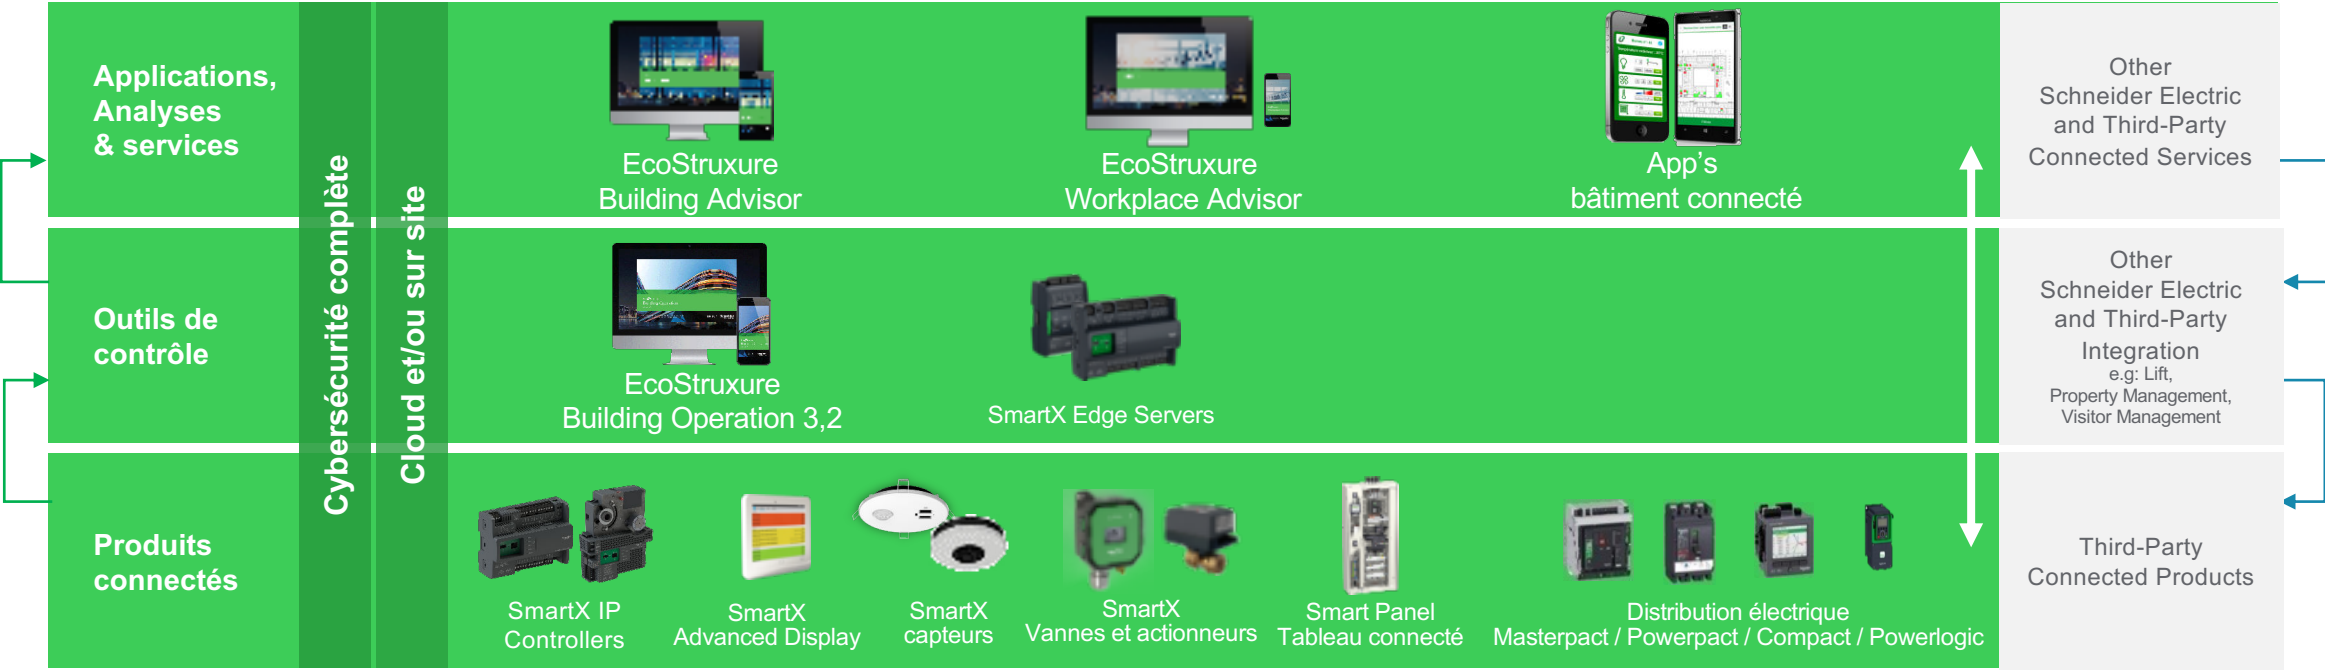 Applications,
Analyses
& services
Cybersécurité complète
Cloud et/ou sur site
EcoStruxure
Building Advisor
EcoStruxure
Workplace Advisor
App’s
bâtiment connecté
Other
Schneider Electric
and Third-Party
Connected Services
Outils de
contrôle
EcoStruxure
Building Operation 3,2
SmartX Edge Servers
Other
Schneider Electric
and Third-Party
Integration
e.g: Lift,
Property Management,
Visitor Management
Produits
connectés
SmartX IP
Controllers
SmartX
Advanced Display
SmartX
capteurs
SmartX
Vannes et actionneurs
Smart Panel
Tableau connecté
Distribution électrique
Masterpact / Powerpact / Compact / Powerlogic
Third-Party
Connected Products